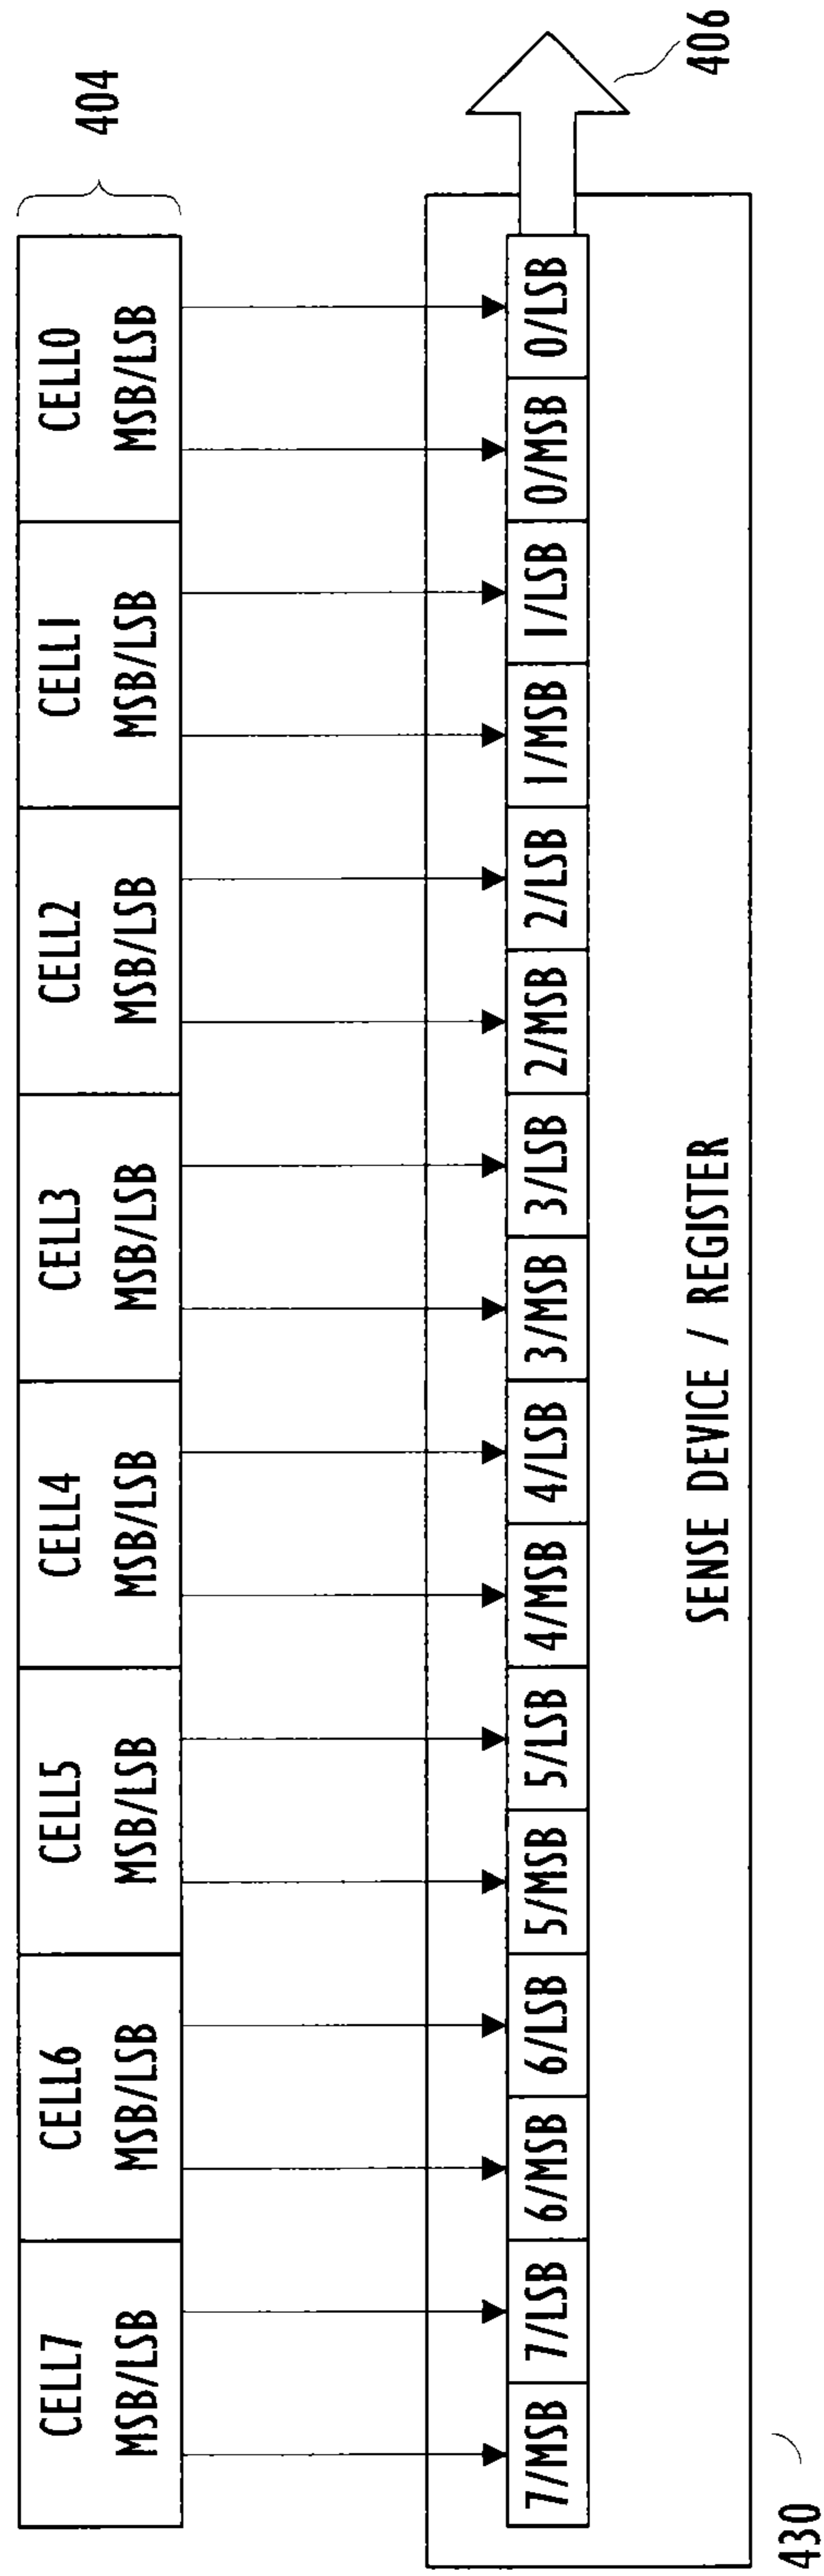 404
CELL7 CELL6 CELL5 CELL4 CELL3 CELL2 CELL1 CELL0
MSB/LSB MSB/LSB MSB/LSB MSB/LSB MSB/LSB MSB/LSB MSB/LSB MSB/LSB
7/MSB 7/LSB 6/MSB 6/LSB 5/MSB 5/LSB 4/MSB 4/LSB 3/MSB 3/LSB 2/MSB 2/LSB 1/MSB 1/LSB 0/MSB 0/LSB
406
SENSE DEVICE / REGISTER
430